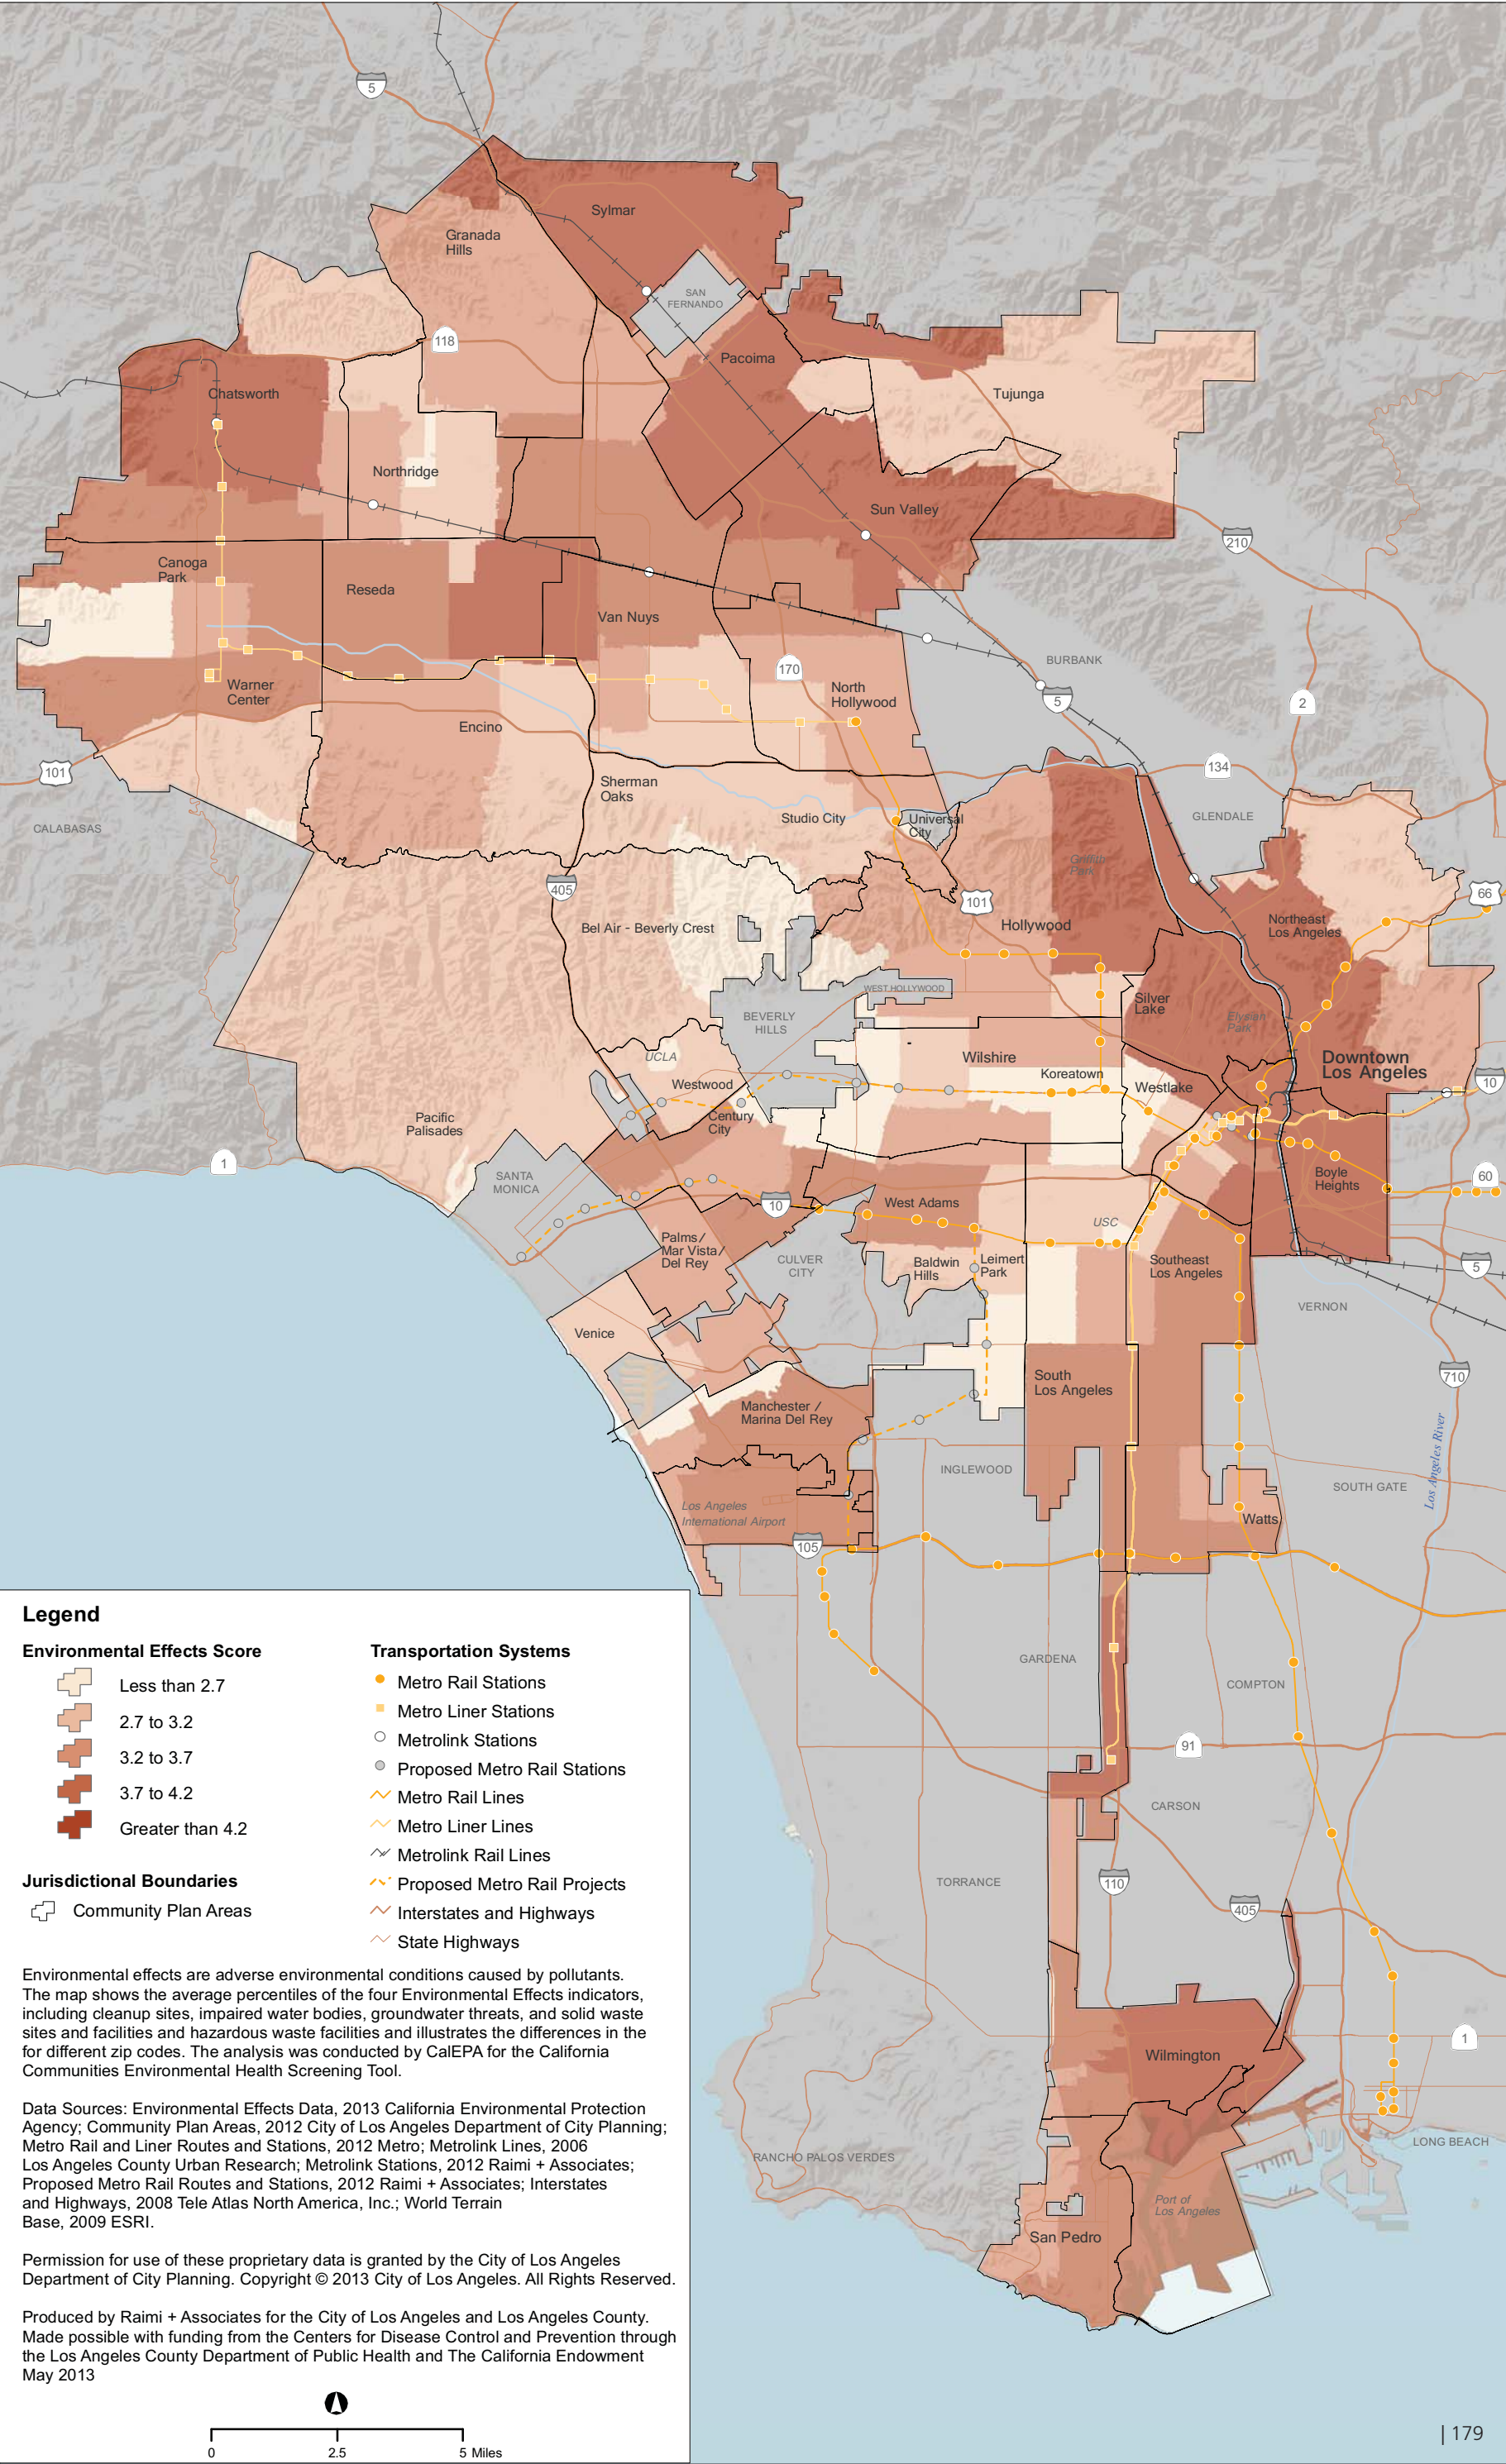 5
Sylmar
Granada
Hills
SAN
FERNANDO
118
Pacoima
Chatsworth
Tujunga
Northridge
Sun Valley
210
Canoga
Park
Reseda
Van Nuys
BURBANK
170
Warner
Center
North
Hollywood
5
2
Encino
101
134
Sherman
Oaks
CALABASAS
Studio City
Universal
City
GLENDALE
Griffith
Park
405
66
101
Bel Air - Beverly Crest
Hollywood
Northeast
Los Angeles
WEST HOLLYWOOD
Silver
Lake
BEVERLY
HILLS
Elysian
Park
UCLA
Wilshire
Downtown
Los Angeles
Koreatown
Westwood
Westlake
10
Century
City
Pacific
Palisades
1
SANTA
MONICA
Boyle
Heights
60
10
West Adams
USC
Palms/
Mar Vista/
Del Rey
CULVER
CITY
Baldwin
Hills
Leimert
Park
Southeast
Los Angeles
5
VERNON
Venice
South
Los Angeles
710
Manchester /
Marina Del Rey
INGLEWOOD
SOUTH GATE
Los Angeles River
Los Angeles
International Airport
Watts
105
GARDENA
COMPTON
91
CARSON
TORRANCE
110
405
Wilmington
1
LONG BEACH
RANCHO PALOS VERDES
Port of
Los Angeles
San Pedro
Legend
Environmental Effects Score
Less than 2.7
2.7 to 3.2
3.2 to 3.7
3.7 to 4.2
Greater than 4.2
Jurisdictional Boundaries
Community Plan Areas
Transportation Systems
Metro Rail Stations
Metro Liner Stations
Metrolink Stations
Proposed Metro Rail Stations
Metro Rail Lines
Metro Liner Lines
Metrolink Rail Lines
Proposed Metro Rail Projects
Interstates and Highways
State Highways
Environmental effects are adverse environmental conditions caused by pollutants.
The map shows the average percentiles of the four Environmental Effects indicators,
including cleanup sites, impaired water bodies, groundwater threats, and solid waste
sites and facilities and hazardous waste facilities and illustrates the differences in the
for different zip codes. The analysis was conducted by CalEPA for the California
Communities Environmental Health Screening Tool.
Data Sources: Environmental Effects Data, 2013 California Environmental Protection
Agency; Community Plan Areas, 2012 City of Los Angeles Department of City Planning;
Metro Rail and Liner Routes and Stations, 2012 Metro; Metrolink Lines, 2006
Los Angeles County Urban Research; Metrolink Stations, 2012 Raimi + Associates;
Proposed Metro Rail Routes and Stations, 2012 Raimi + Associates; Interstates
and Highways, 2008 Tele Atlas North America, Inc.; World Terrain
Base, 2009 ESRI.
Permission for use of these proprietary data is granted by the City of Los Angeles
Department of City Planning. Copyright © 2013 City of Los Angeles. All Rights Reserved.
Produced by Raimi + Associates for the City of Los Angeles and Los Angeles County.
Made possible with funding from the Centers for Disease Control and Prevention through
the Los Angeles County Department of Public Health and The California Endowment
May 2013
0 2.5 5 Miles
| 179